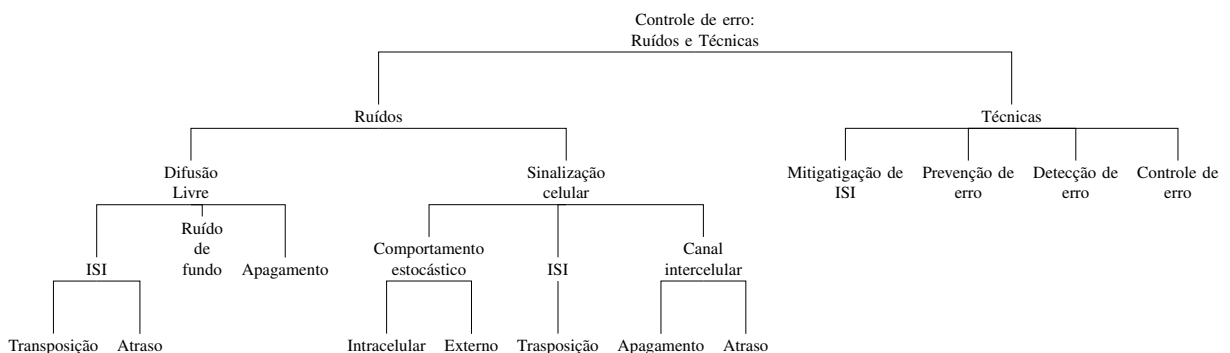 Controle de erro:
Ruídos e Técnicas
Ruídos
Técnicas
Difusão
Livre
Sinalização
celular
Mitigatigação de
ISI
Prevenção de
erro
Detecção de
erro
Controle de
erro
ISI
Ruído
de
fundo
Apagamento
Comportamento
estocástico
ISI
Canal
intercelular
Transposição
Atraso
Intracelular
Externo
Trasposição
Apagamento
Atraso